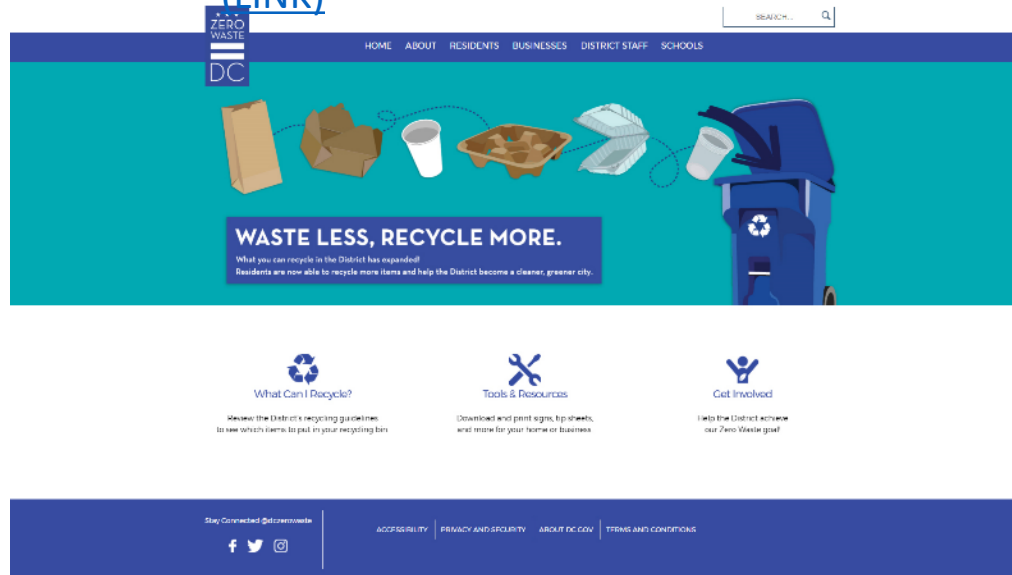 (LINK)
ZERO
WASTE
DC
SEARCH...
HOME ABOUT RESIDENTS BUSINESSES DISTRICT STAFF SCHOOLS
WASTE LESS, RECYCLE MORE.
What you can recycle in the District has expanded!
Residents are now able to recycle more items and help the District become a cleaner, greener city.
What Can I Recycle?
Review the District's recycling guidelines
to see which items to put in your recycling bin
Tools & Resources
Download and print signs, tip sheets,
and more for your home or business
Get Involved
Help the District achieve
our Zero Waste goal!
Stay Connected @dczerowaste
ACCESSIBILITY PRIVACY AND SECURITY ABOUT DC.GOV TERMS AND CONDITIONS